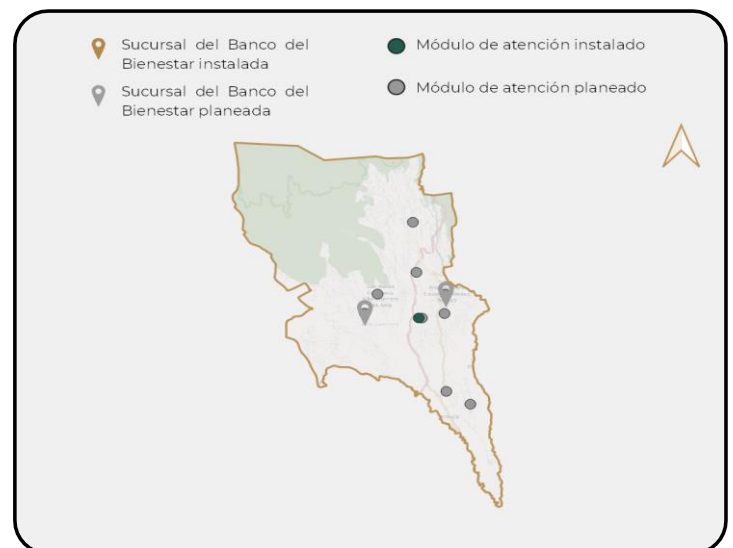 Sucursal del Banco del
Bienestar instalada
Sucursal del Banco del
Bienestar planeada
Módulo de atención instalado
Módulo de atención planeado